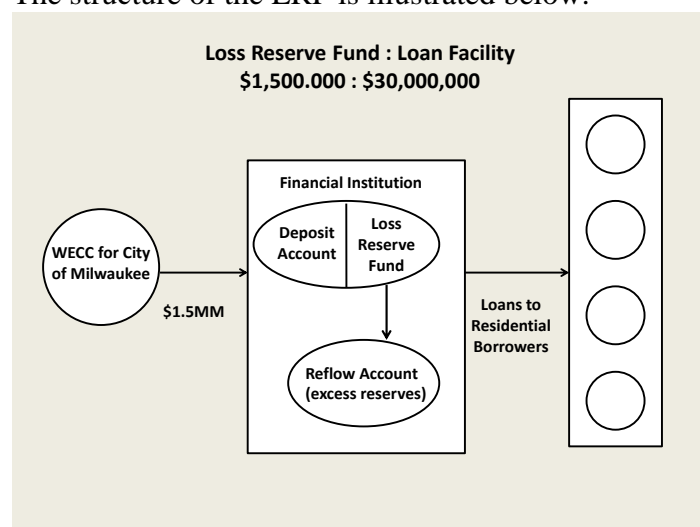 The structure of the LRF is illustrated below:
Loss Reserve Fund : Loan Facility
$1,500.000 : $30,000,000
Financial Institution
Deposit
Account
Loss
Reserve
Fund
WECC for City
of Milwaukee
$1.5MM
Loans to
Residential
Borrowers
Reflow Account
(excess reserves)